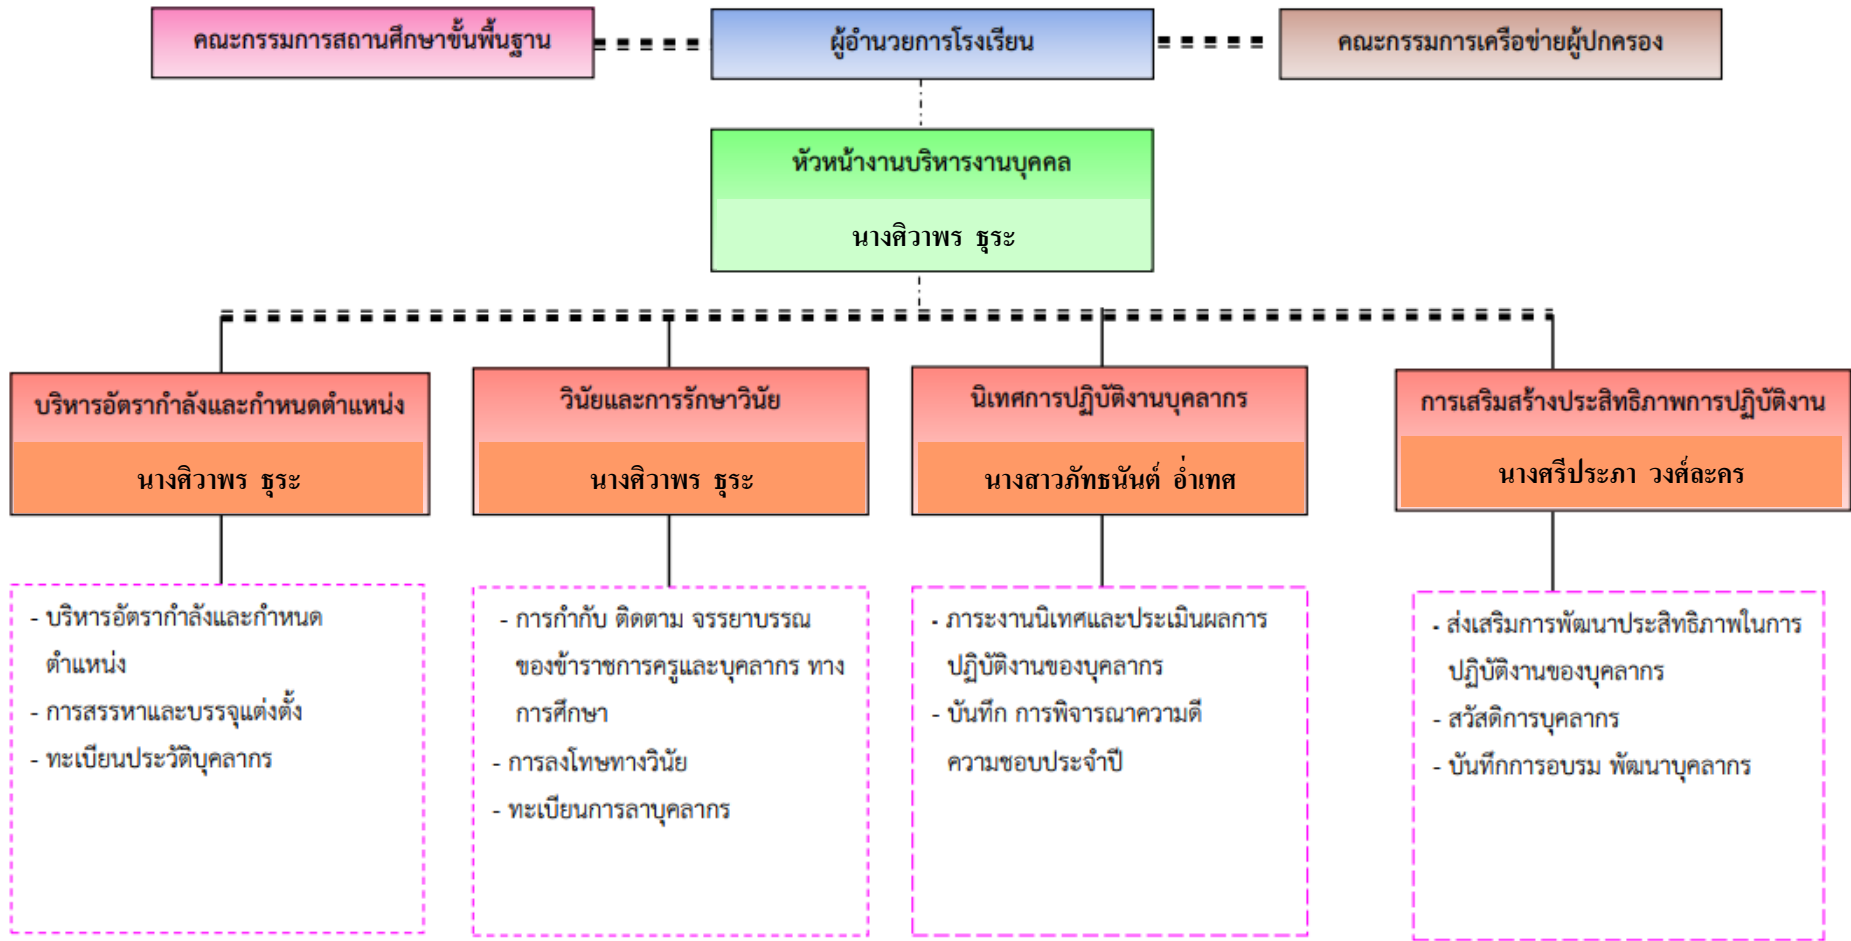 คณะกรรมการสถานศึกษาขั้นพื้นฐาน
ผู้อำนวยการโรงเรียน
คณะกรรมการเครือข่ายผู้ปกครอง
หัวหน้างานบริหารงานบุคคล
นางศิวาพร ธุระ
บริหารอัตรากำลังและกำหนดตำแหน่ง
นางศิวาพร ธุระ
- บริหารอัตรากำลังและกำหนด
ตำแหน่ง
- การสรรหาและบรรจุแต่งตั้ง
- ทะเบียนประวัติบุคลากร
วินัยและการรักษาวินัย
นางศิวาพร ธุระ
- การกำกับ ติดตาม จรรยาบรรณ
ของข้าราชการครูและบุคลากร ทาง
การศึกษา
- การลงโทษทางวินัย
- ทะเบียนการลาบุคลากร
นิเทศการปฏิบัติงานบุคลากร
นางสาวภัทธนันต์ อ่ำเทศ
- ภาระงานนิเทศและประเมินผลการ
ปฏิบัติงานของบุคลากร
- บันทึก การพิจารณาความดี
ความชอบประจำปี
การเสริมสร้างประสิทธิภาพการปฏิบัติงาน
นางศรีประภา วงศ์ละคร
- ส่งเสริมการพัฒนาประสิทธิภาพในการ
ปฏิบัติงานของบุคลากร
- สวัสดิการบุคลากร
- บันทึกการอบรม พัฒนาบุคลากร